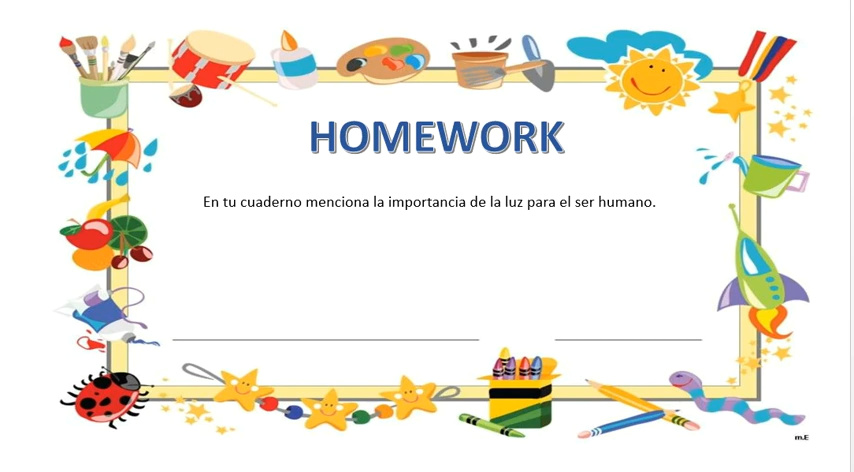 HOMEWORK
En tu cuaderno menciona la importancia de la luz para el ser humano.
m.E